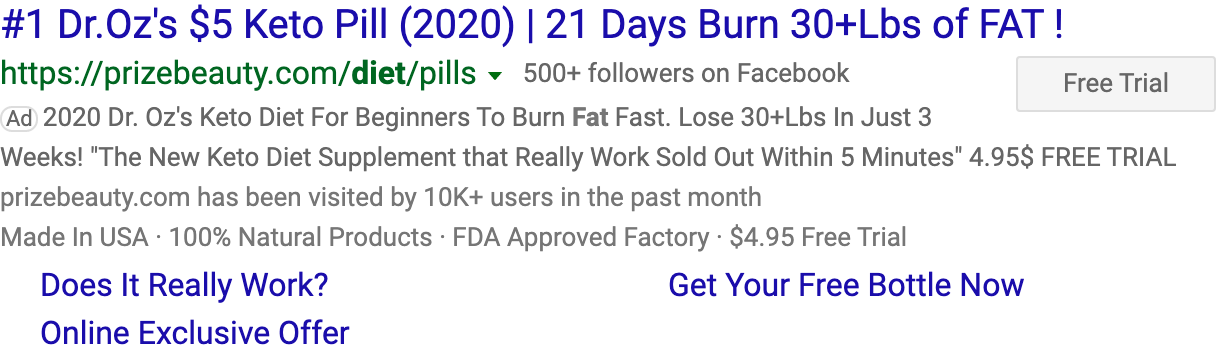 #1 Dr.Oz's $5 Keto Pill (2020) | 21 Days Burn 30+Lbs of FAT !
https://prizebeauty.com/diet/pills 500+ followers on Facebook
Free Trial
Ad 2020 Dr. Oz's Keto Diet For Beginners To Burn Fat Fast. Lose 30+Lbs In Just 3
Weeks! "The New Keto Diet Supplement that Really Work Sold Out Within 5 Minutes" 4.95$ FREE TRIAL
prizebeauty.com has been visited by 10K+ users in the past month
Made In USA · 100% Natural Products · FDA Approved Factory · $4.95 Free Trial
Does It Really Work? Get Your Free Bottle Now
Online Exclusive Offer